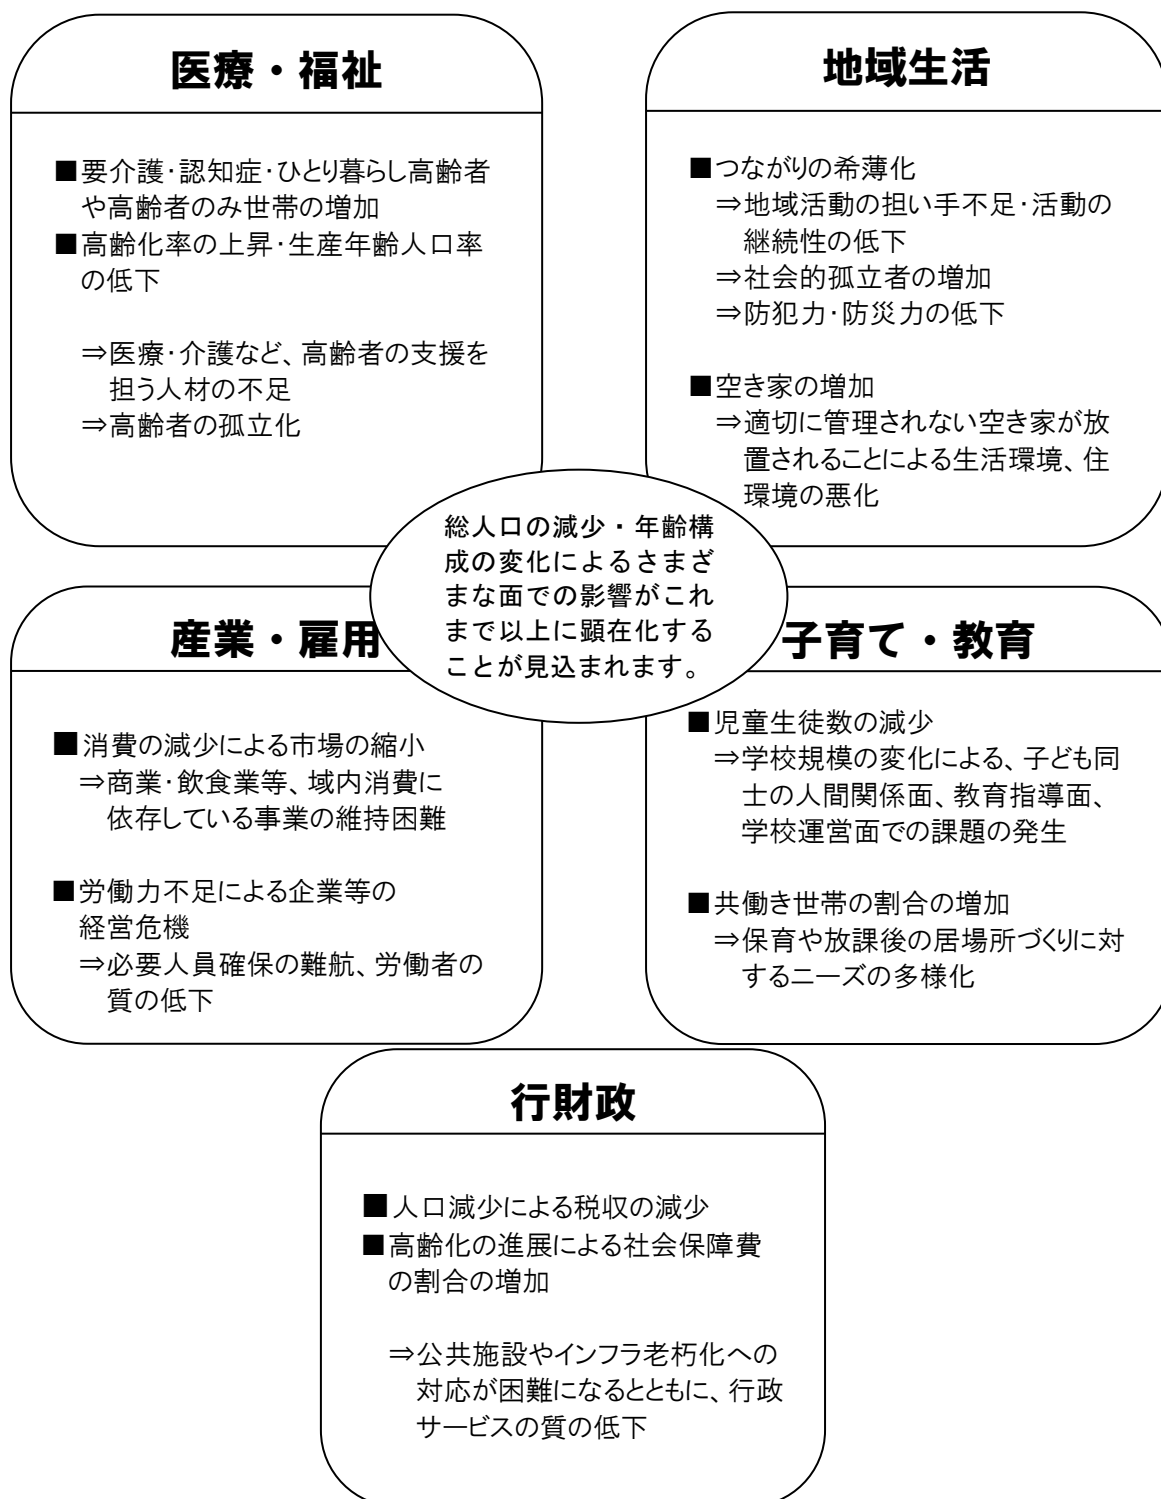 医療・福祉
■要介護・認知症・ひとり暮らし高齢者
や高齢者のみ世帯の増加
■高齢化率の上昇・生産年齢人口率
の低下
⇒医療・介護など、高齢者の支援を
担う人材の不足
⇒高齢者の孤立化
地域生活
■つながりの希薄化
⇒地域活動の担い手不足・活動の
継続性の低下
⇒社会的孤立者の増加
⇒防犯力・防災力の低下
■空き家の増加
⇒適切に管理されない空き家が放
置されることによる生活環境、住
環境の悪化
総人口の減少・年齢構
成の変化によるさまざ
まな面での影響がこれ
まで以上に顕在化する
ことが見込まれます。
産業・雇用
■消費の減少による市場の縮小
⇒商業・飲食業等、域内消費に
依存している事業の維持困難
■労働力不足による企業等の
経営危機
⇒必要人員確保の難航、労働者の
質の低下
子育て・教育
■児童生徒数の減少
⇒学校規模の変化による、子ども同
士の人間関係面、教育指導面、
学校運営面での課題の発生
■共働き世帯の割合の増加
⇒保育や放課後の居場所づくりに対
するニーズの多様化
行財政
■人口減少による税収の減少
■高齢化の進展による社会保障費
の割合の増加
⇒公共施設やインフラ老朽化への
対応が困難になるとともに、行政
サービスの質の低下